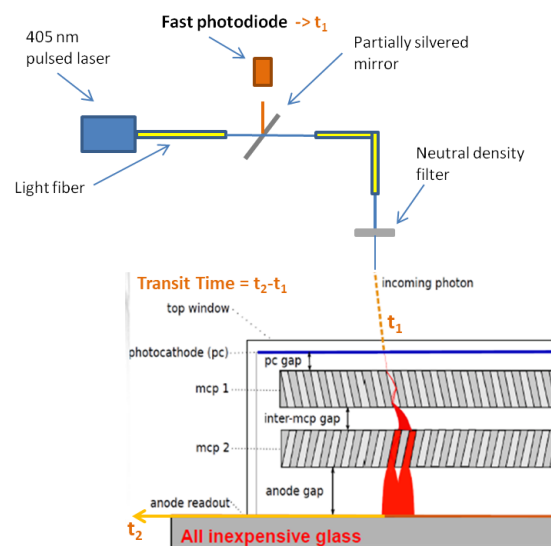 Fast photodiode -> t1
405 nm
pulsed laser
Partially silvered
mirror
Light fiber
Neutral density
filter
Transit Time = t2-t1
incoming photon
t1
top window
photocathode (pc)
pc gap
mcp 1
inter-mcp gap
mcp 2
anode gap
anode readout
t2
All inexpensive glass